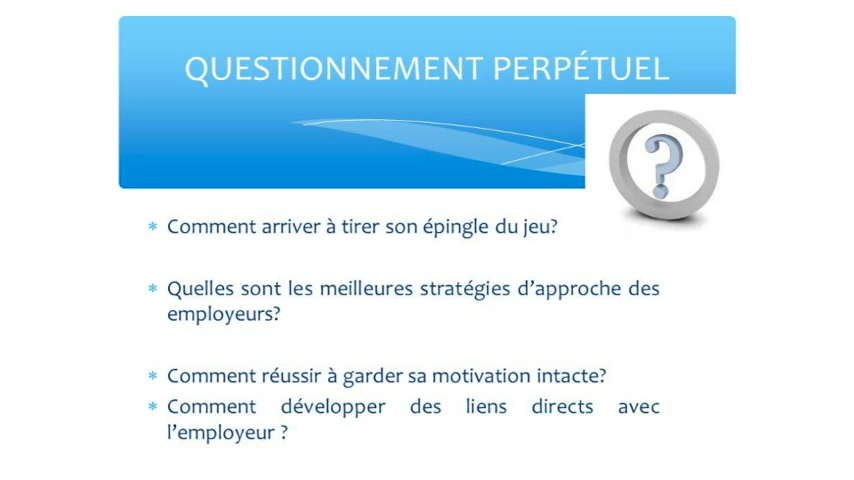 QUESTIONNEMENT PERPÉTUEL
?
* Comment arriver à tirer son épingle du jeu?
* Quelles sont les meilleures stratégies d’approche des
employeurs?
* Comment réussir à garder sa motivation intacte?
* Comment développer des liens directs avec
l’employeur ?